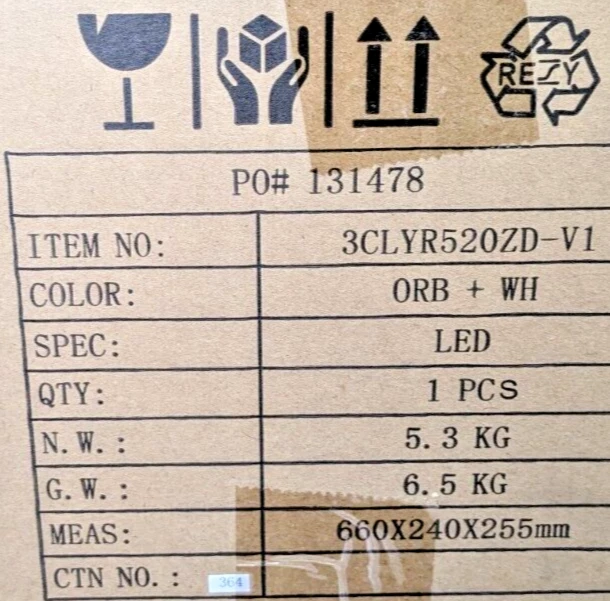 RESY
PO# 131478
ITEM NO: 3CLYR520ZD-V1
COLOR: ORB + WH
SPEC: LED
QTY: 1 PCS
N.W.: 5.3 KG
G.W.: 6.5 KG
MEAS: 660X240X255mm
CTN NO.: 364